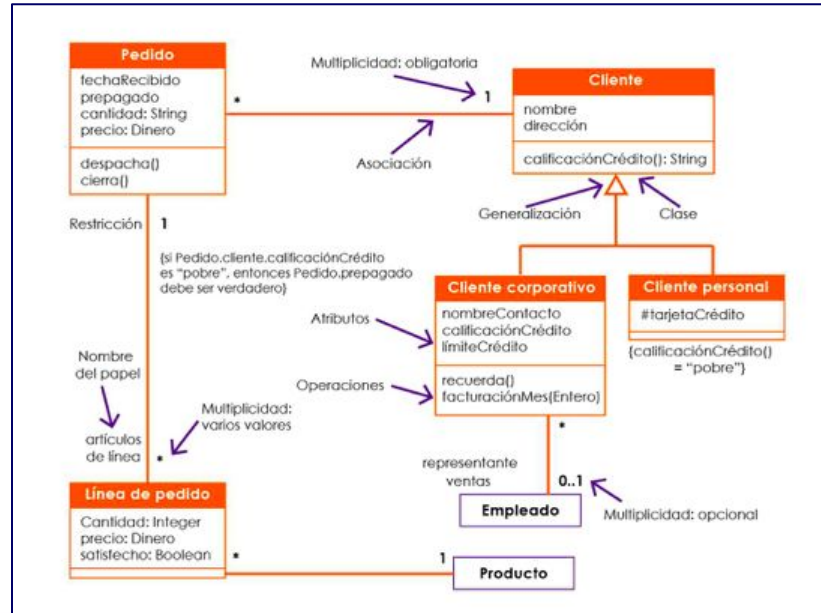 Pedido
fechaRecibido
prepagado
cantidad: String
precio: Dinero
despacha()
cierra()
Multiplicidad: obligatoria
*
1
Asociación
Cliente
nombre
dirección
calificaciónCrédito(): String
Generalización
Clase
Restricción
1
{si Pedido.cliente.calificaciónCrédito
es “pobre”, entonces Pedido.prepagado
debe ser verdadero}
Cliente corporativo
nombreContacto
calificaciónCrédito
límiteCrédito
recuerda()
facturaciónMes(Entero)
Cliente personal
#tarjetaCrédito
{calificaciónCrédito()
= “pobre”}
Atributos
Operaciones
Nombre
del papel
artículos
de línea
*
Multiplicidad:
varios valores
*
representante
ventas
0..1
Empleado
Multiplicidad: opcional
Línea de pedido
Cantidad: Integer
precio: Dinero
satisfecho: Boolean
*
1
Producto